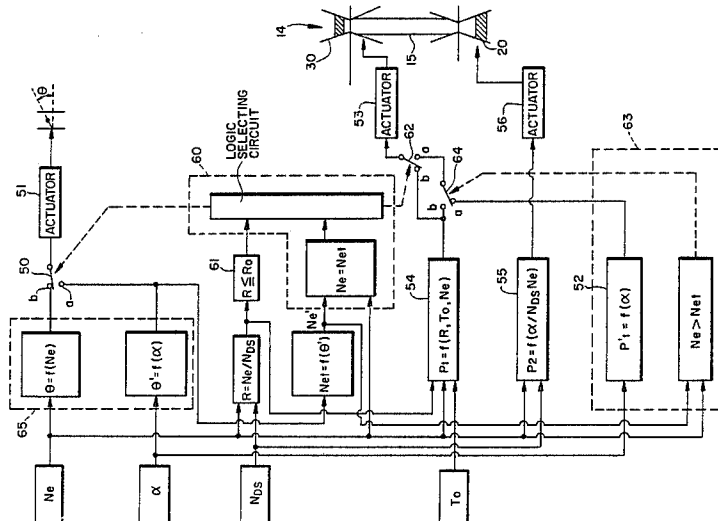 θ
51
ACTUATOR
50
b
a
θ=f(Ne)
θ'=f(α)
65
Ne
α
NDS
To
60
LOGIC
SELECTING
CIRCUIT
61
R≦Ro
Ne=Net
Ne'
R=Ne/NDS
Net=f(θ')
14
30
15
20
53
ACTUATOR
62
a
b
64
b
a
56
ACTUATOR
63
54
P1=f(R,To,Ne)
55
P2=f(α/NDS Ne)
52
P't=f(α)
Ne>Net